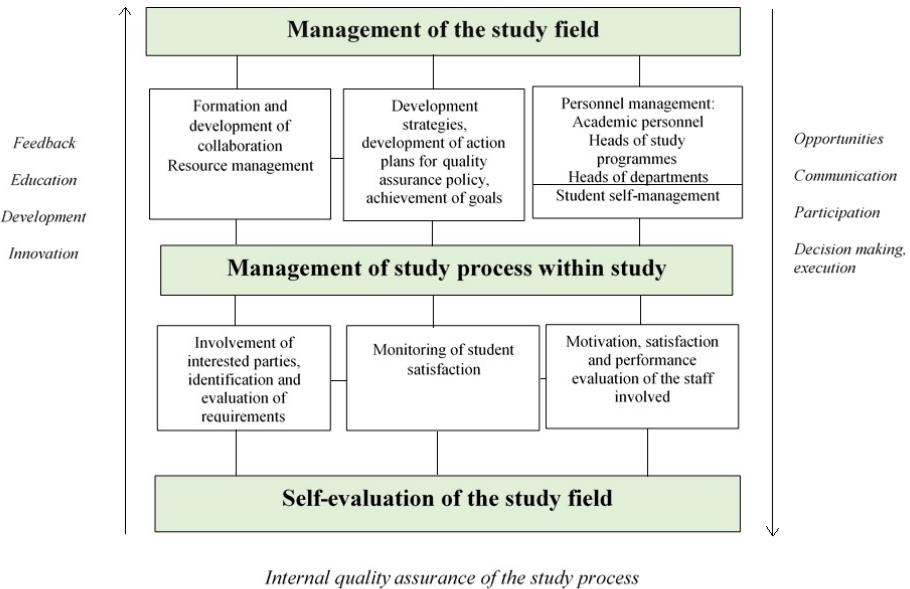 Management of the study field
Feedback
Education
Development
Innovation
Formation and
development of
collaboration
Resource management
Development
strategies,
development of action
plans for quality
assurance policy,
achievement of goals
Personnel management:
Academic personnel
Heads of study
programmes
Heads of departments
Student self-management
Opportunities
Communication
Participation
Decision making,
execution
Management of study process within study
Involvement of
interested parties,
identification and
evaluation of
requirements
Monitoring of student
satisfaction
Motivation, satisfaction
and performance
evaluation of the staff
involved
Self-evaluation of the study field
Internal quality assurance of the study process